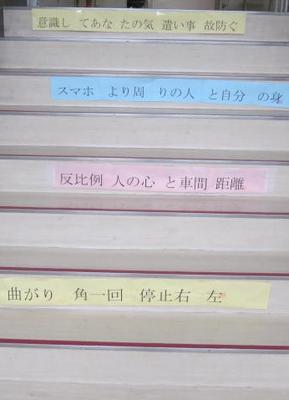 意識し てあな たの気 遣い事 故防ぐ
スマホ より周 りの人 と自分 の身
反比例 人の心 と車間 距離
曲がり 角一回 停止右 左